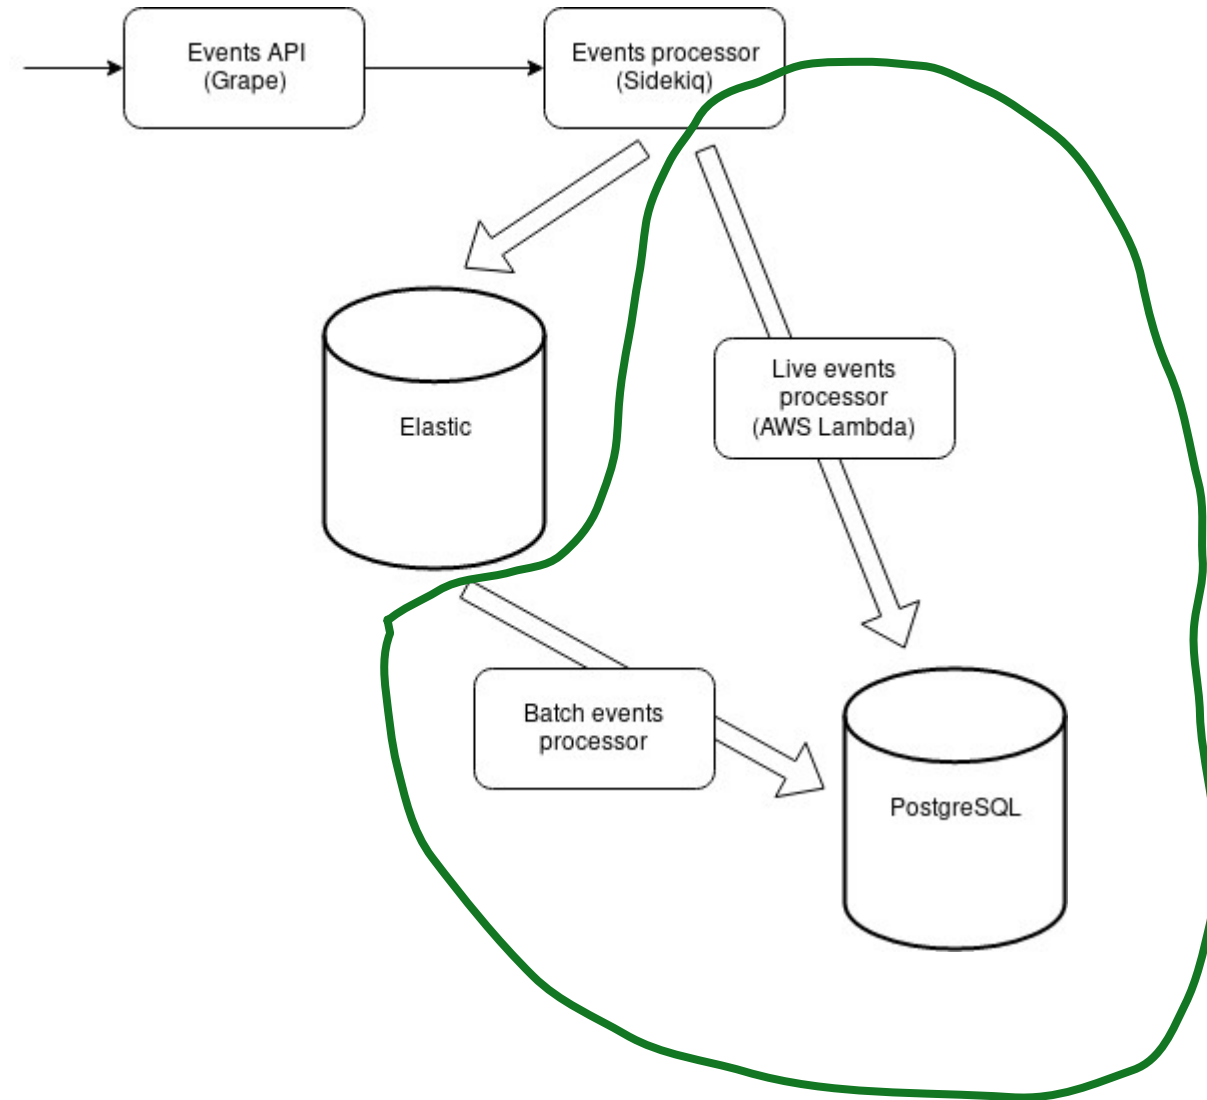 Events API
(Grape)
Events processor
(Sidekiq)
Elastic
Live events
processor
(AWS Lambda)
Batch events
processor
PostgreSQL